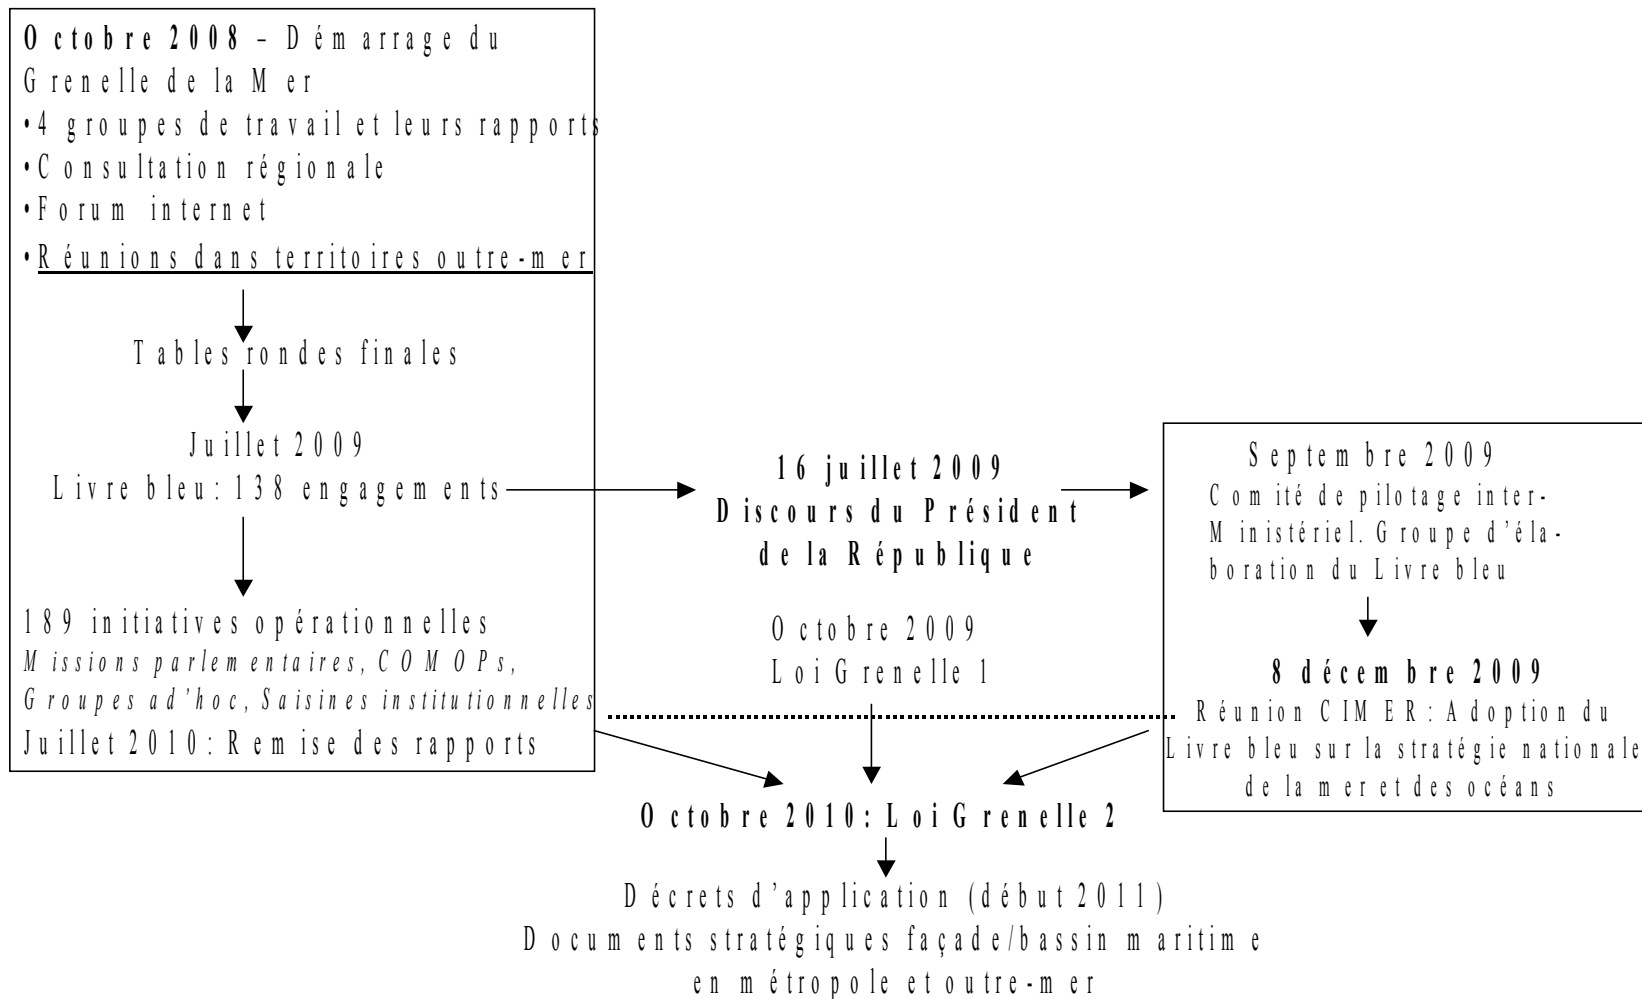 Octobre 2008 – Démarrage du
Grenelle de la Mer
•4 groupes de travail et leurs rapports
•Consultation régionale
•Forum internet
•Réunions dans territoires outre-mer
Tables rondes finales
Juillet 2009
Livre bleu: 138 engagements
189 initiatives opérationnelles
Missions parlementaires, COMOPs,
Groupes ad'hoc, Saisines institutionnelles
Juillet 2010: Remise des rapports
16 juillet 2009
Discours du Président
de la République
Octobre 2009
Loi Grenelle 1
Septembre 2009
Comité de pilotage inter-
Ministériel. Groupe d'éla-
boration du Livre bleu
8 décembre 2009
Réunion CIMER: Adoption du
Livre bleu sur la stratégie nationale
de la mer et des océans
Octobre 2010: Loi Grenelle 2
Décrets d'application (début 2011)
Documents stratégiques façade/bassin maritime
en métropole et outre-mer